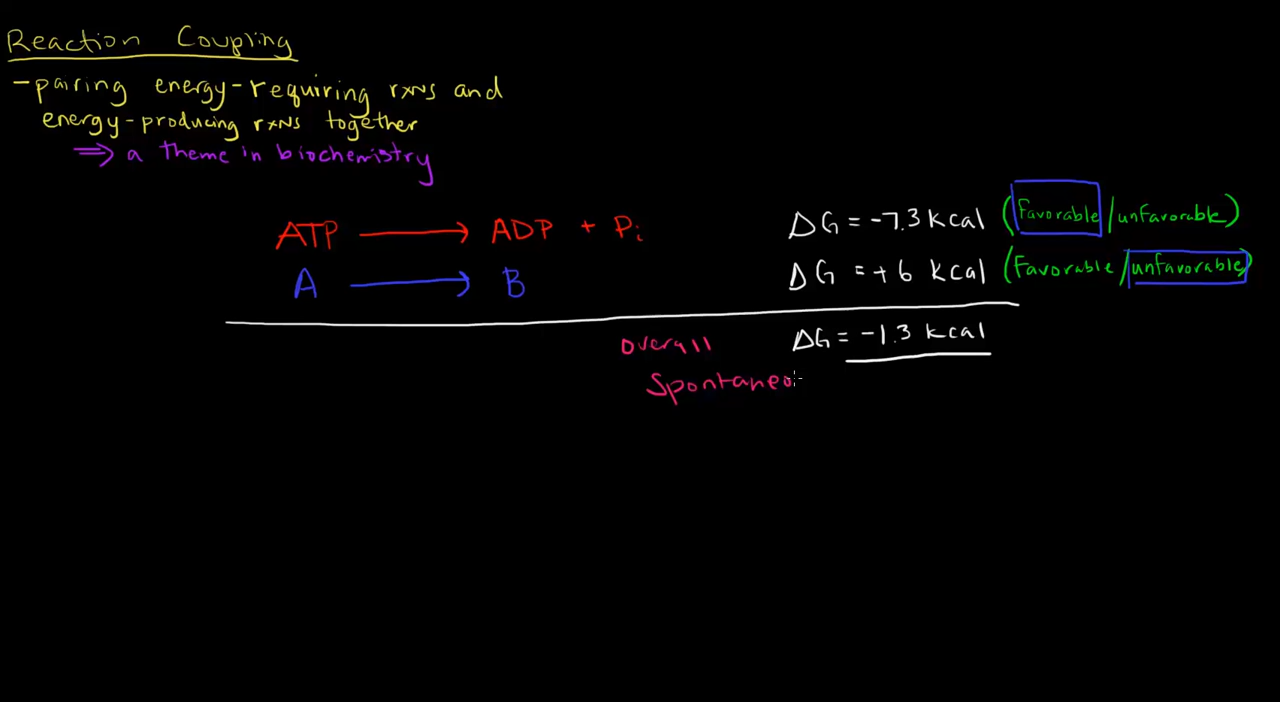 Reaction Coupling
-pairing energy-requiring rxns and
energy-producing rxns together
⇒ a theme in biochemistry
ATP → ADP + Pi ΔG = -7.3 kcal (Favorable/unfavorable)
A → B ΔG = +6 kcal (Favorable/unfavorable)
Overall ΔG = -1.3 kcal
Spontaneo